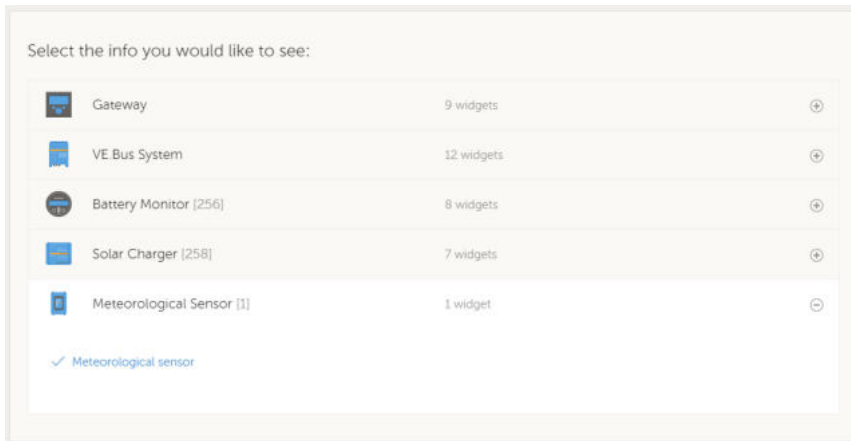 Select the info you would like to see:
Gateway 9 widgets
VE.Bus System 12 widgets
Battery Monitor [256] 8 widgets
Solar Charger [258] 7 widgets
Meteorological Sensor [1] 1 widget
Meteorological sensor